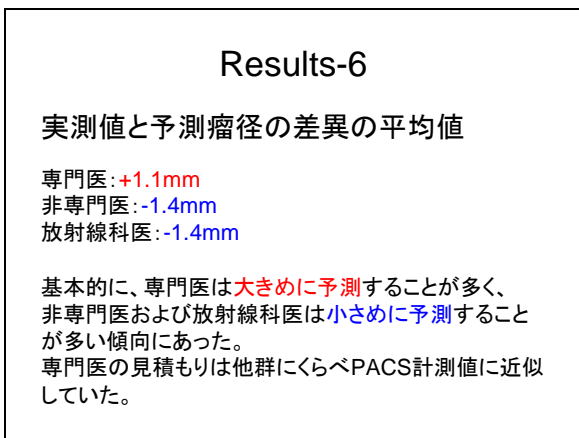 Results-6
実測値と予測瘤径の差異の平均値
専門医:+1.1mm
非専門医:-1.4mm
放射線科医:-1.4mm
基本的に、専門医は大きめに予測することが多く、
非専門医および放射線科医は小さめに予測すること
が多い傾向にあった。
専門医の見積もりは他群にくらべPACS計測値に近似
していた。